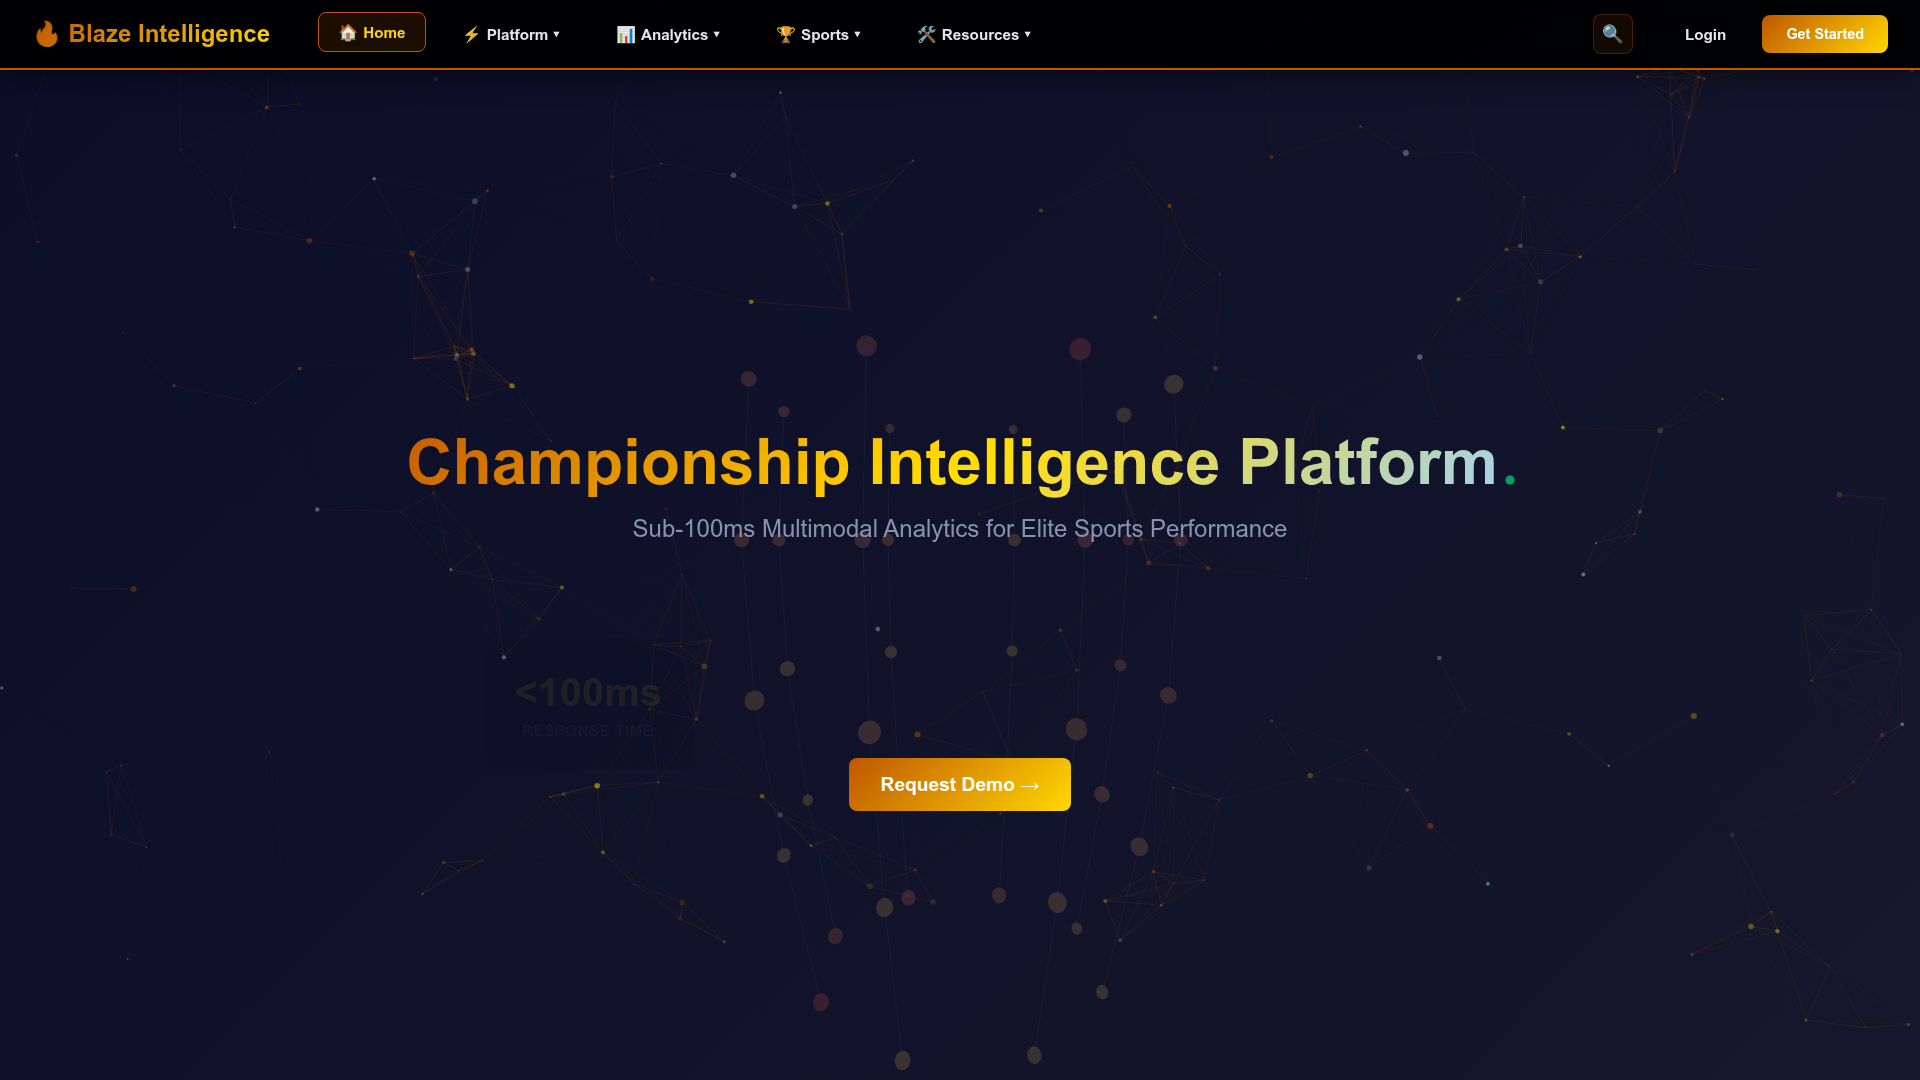 🔥 Blaze Intelligence
🏠 Home
⚡ Platform ▾
📊 Analytics ▾
🏆 Sports ▾
🛠️ Resources ▾
🔍
Login
Get Started
Championship Intelligence Platform.
Sub-100ms Multimodal Analytics for Elite Sports Performance
<100ms
RESPONSE TIME
Request Demo →